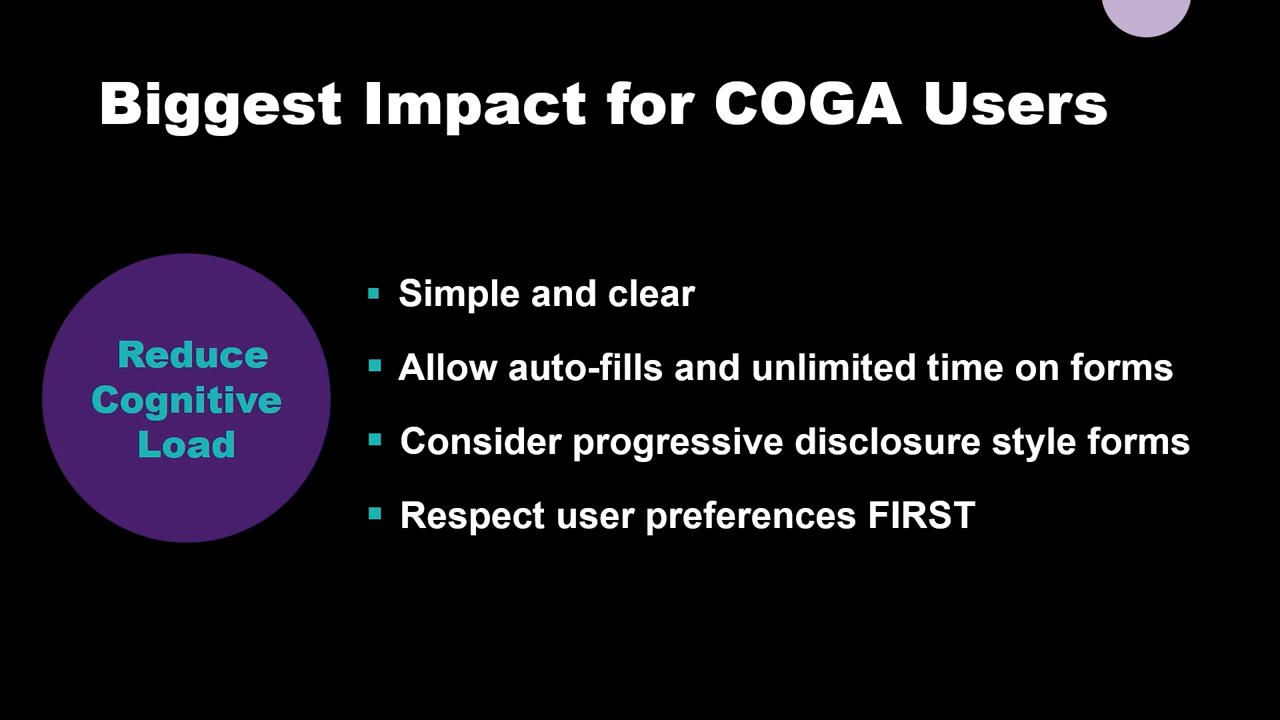 Biggest Impact for COGA Users
Reduce
Cognitive
Load
Simple and clear
Allow auto-fills and unlimited time on forms
Consider progressive disclosure style forms
Respect user preferences FIRST